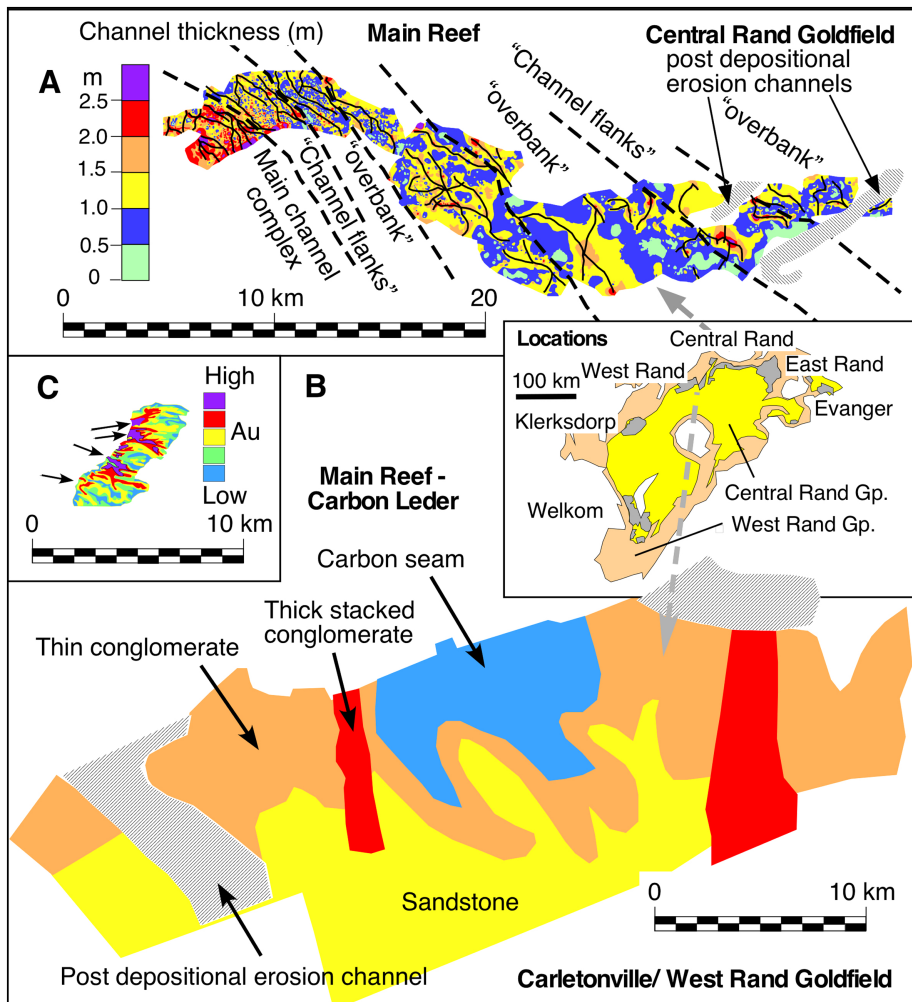 Channel thickness (m)
Main Reef
Central Rand Goldfield
post depositional
erosion channels
A
m
2.5
2.0
1.5
1.0
0.5
0
Main channel
complex
“Channel
flanks”
“overbank”
“overbank”
“Channel flanks”
“overbank”
0
10 km
20
Locations
Central Rand
West Rand
East Rand
100 km
Klerksdorp
Evanger
Welkom
Central Rand Gp.
West Rand Gp.
C
High
Au
Low
0
10 km
B
Main Reef -
Carbon Leder
Carbon seam
Thick stacked
conglomerate
Thin conglomerate
Sandstone
0
10 km
Post depositional erosion channel
Carletonville/ West Rand Goldfield